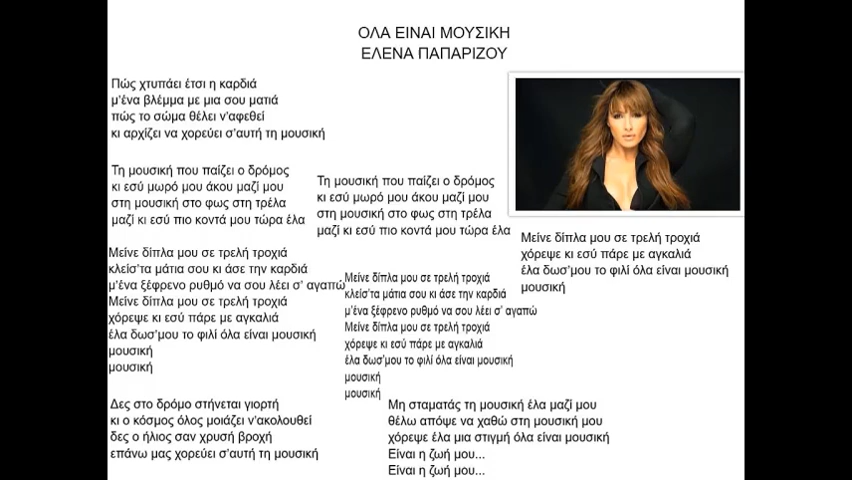 ΟΛΑ ΕΙΝΑΙ ΜΟΥΣΙΚΗ
ΕΛΕΝΑ ΠΑΠΑΡΙΖΟΥ
Πώς χτυπάει έτσι η καρδιά
μ'ένα βλέμμα με μια σου ματιά
πώς το σώμα θέλει ν'αφεθεί
κι αρχίζει να χορεύει σ'αυτή τη μουσική
Τη μουσική που παίζει ο δρόμος
κι εσύ μωρό μου άκου μαζί μου
στη μουσική στο φως στη τρέλα
μαζί κι εσύ πιο κοντά μου τώρα έλα
Μείνε δίπλα μου σε τρελή τροχιά
κλείσ'τα μάτια σου κι άσε την καρδιά
μ'ένα ξέφρενο ρυθμό να σου λέει σ' αγαπώ
Μείνε δίπλα μου σε τρελή τροχιά
χόρεψε κι εσύ πάρε με αγκαλιά
έλα δωσ'μου το φιλί όλα είναι μουσική
μουσική
μουσική
Δες στο δρόμο στήνεται γιορτή
κι ο κόσμος όλος μοιάζει ν'ακολουθεί
δες ο ήλιος σαν χρυσή βροχή
επάνω μας χορεύει σ'αυτή τη μουσική
Τη μουσική που παίζει ο δρόμος
κι εσύ μωρό μου άκου μαζί μου
στη μουσική στο φως στη τρέλα
μαζί κι εσύ πιο κοντά μου τώρα έλα
Μείνε δίπλα μου σε τρελή τροχιά
κλείσ'τα μάτια σου κι άσε την καρδιά
μ'ένα ξέφρενο ρυθμό να σου λέει σ' αγαπώ
Μείνε δίπλα μου σε τρελή τροχιά
χόρεψε κι εσύ πάρε με αγκαλιά
έλα δωσ'μου το φιλί όλα είναι μουσική
μουσική
μουσική
Μη σταματάς τη μουσική έλα μαζί μου
θέλω απόψε να χαθώ στη μουσική μου
χόρεψε έλα μια στιγμή όλα είναι μουσική
Είναι η ζωή μου...
Είναι η ζωή μου...
Μείνε δίπλα μου σε τρελή τροχιά
χόρεψε κι εσύ πάρε με αγκαλιά
έλα δωσ'μου το φιλί όλα είναι μουσική
μουσική